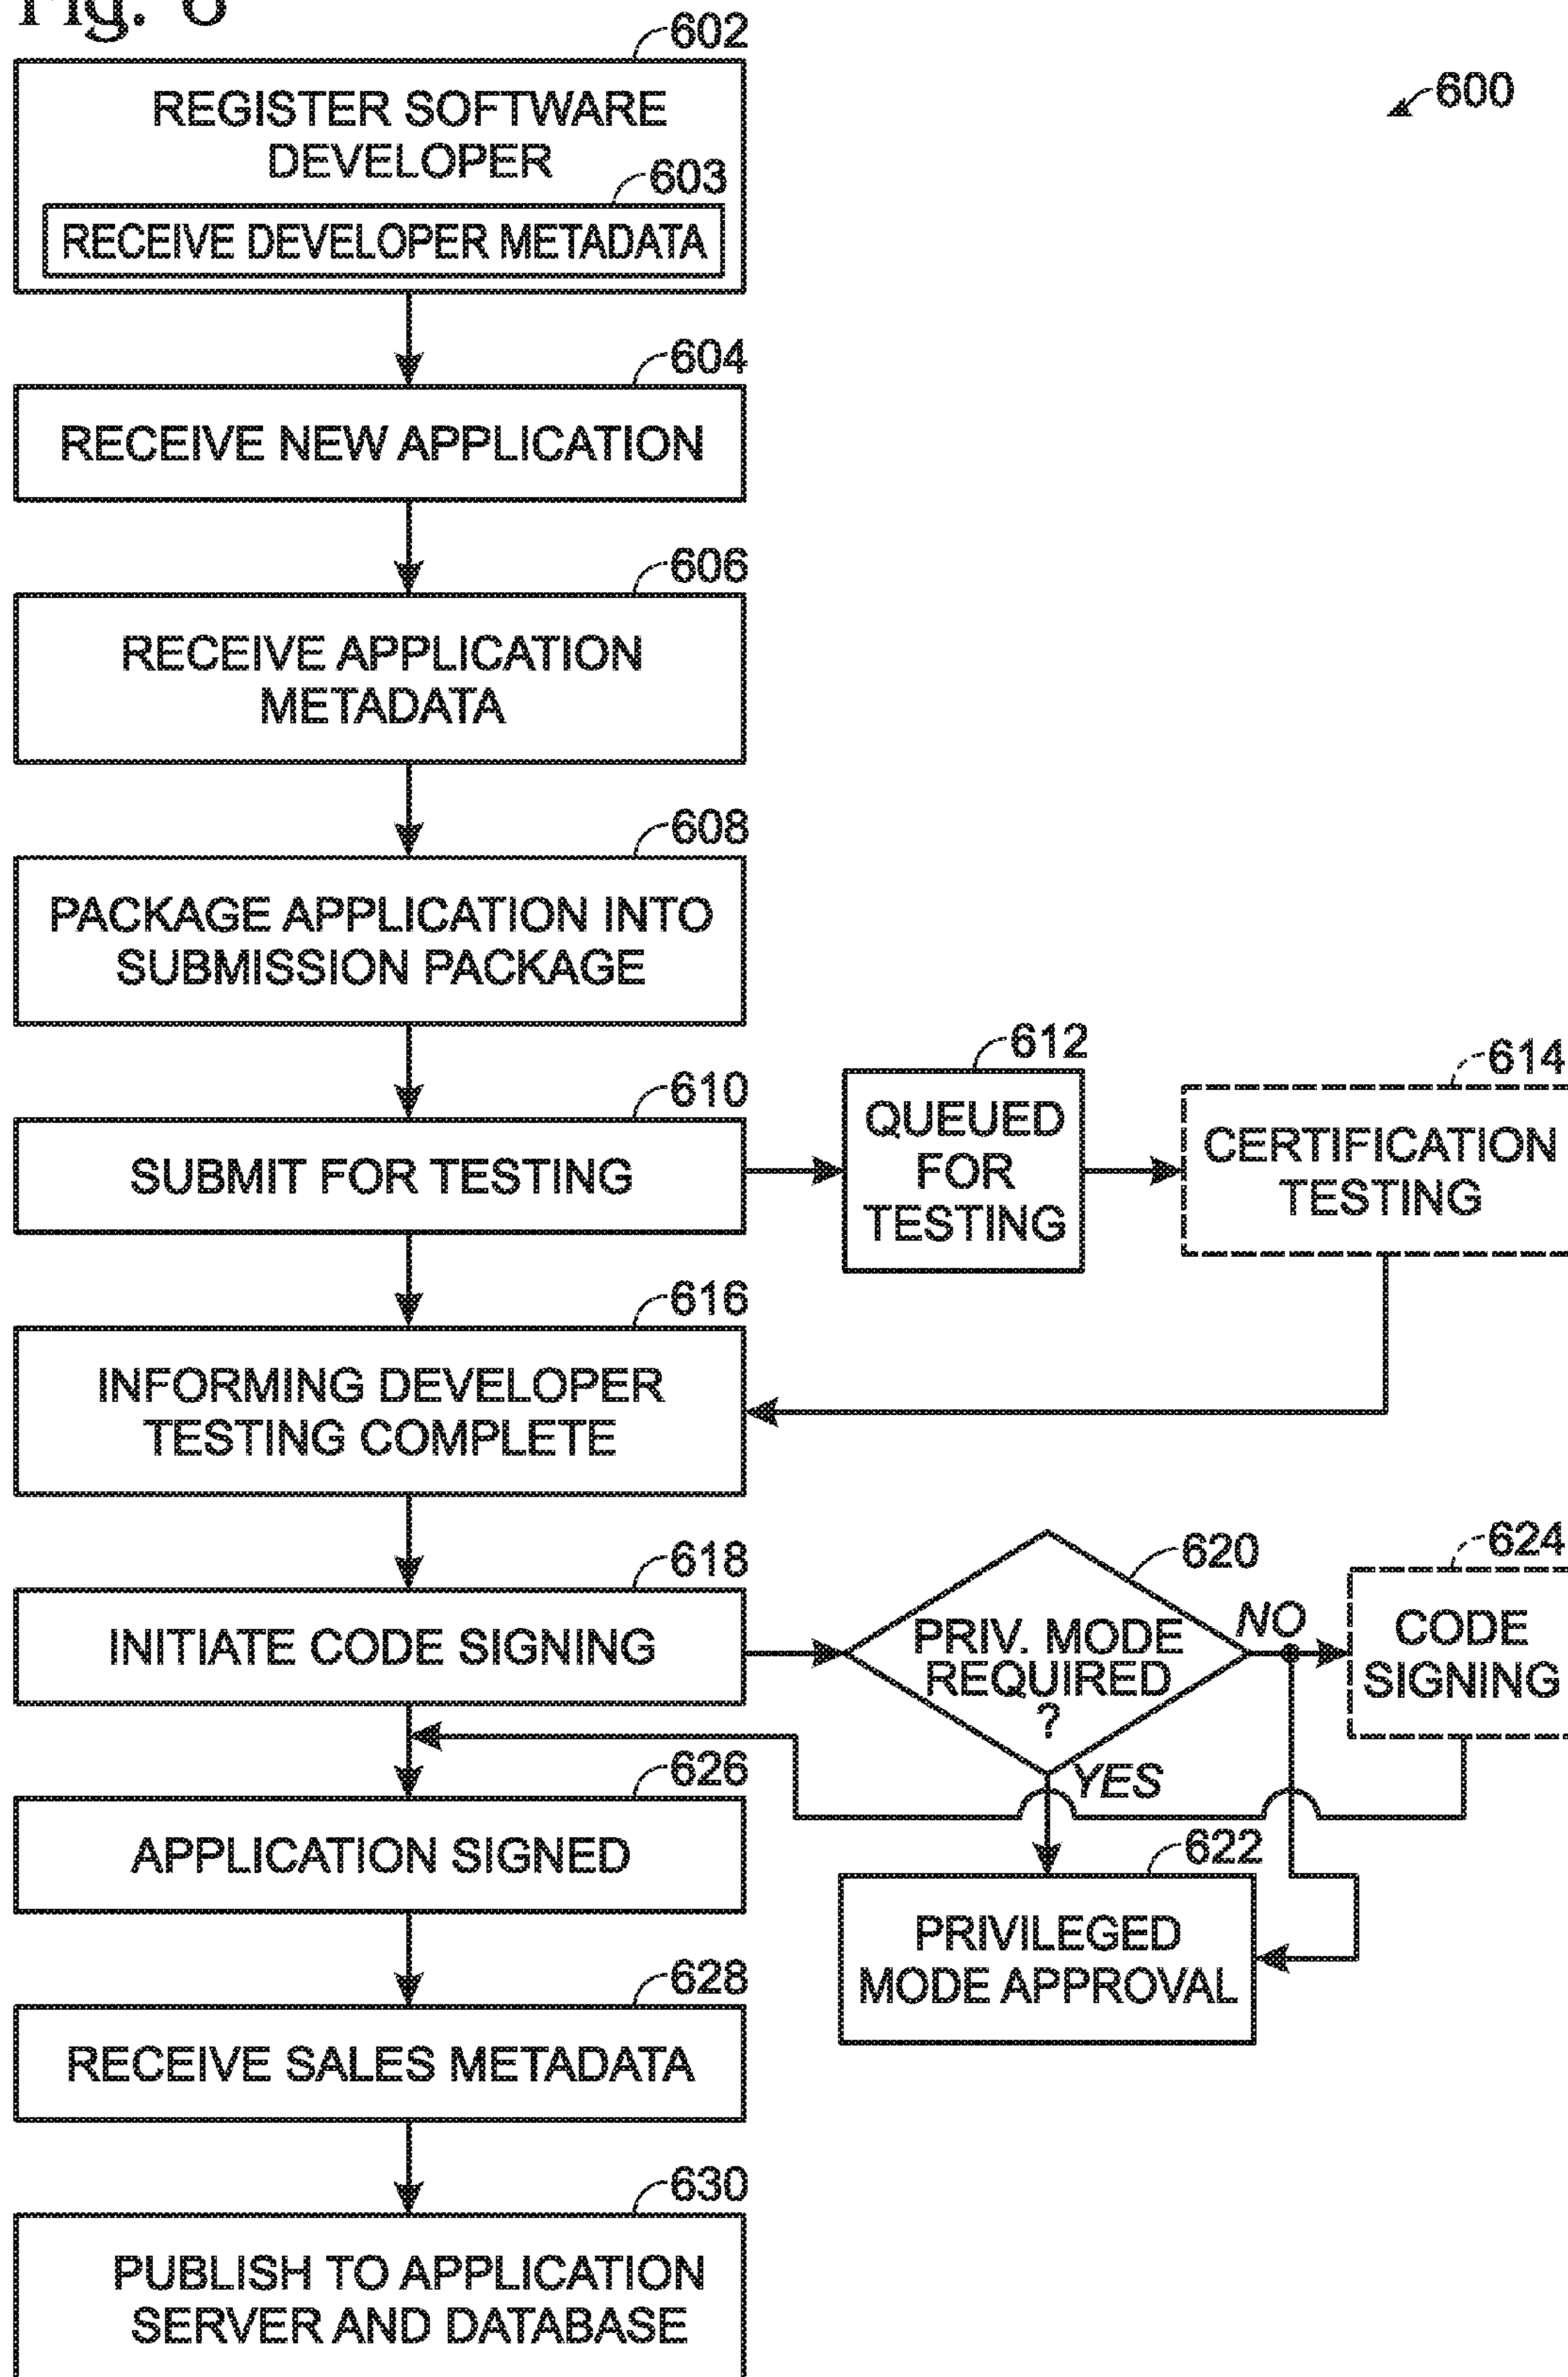 Fig. 6
602
600
REGISTER SOFTWARE
DEVELOPER
603
RECEIVE DEVELOPER METADATA
604
RECEIVE NEW APPLICATION
606
RECEIVE APPLICATION
METADATA
608
PACKAGE APPLICATION INTO
SUBMISSION PACKAGE
610
SUBMIT FOR TESTING
612
QUEUED
FOR
TESTING
614
CERTIFICATION
TESTING
616
INFORMING DEVELOPER
TESTING COMPLETE
618
INITIATE CODE SIGNING
620
PRIV. MODE
REQUIRED
?
NO
YES
624
CODE
SIGNING
622
PRIVILEGED
MODE APPROVAL
626
APPLICATION SIGNED
628
RECEIVE SALES METADATA
630
PUBLISH TO APPLICATION
SERVER AND DATABASE